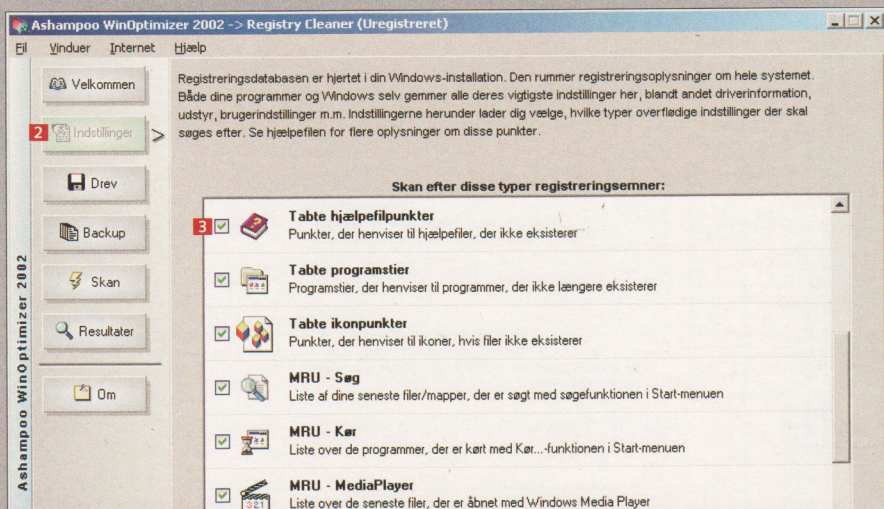 Ashampoo WinOptimizer 2002 -> Registry Cleaner (Uregistreret)
Fil Vinduer Internet Hjælp
Velkommen
2 Indstillinger >
Drev
Backup
Skan
Resultater
Om
Ashampoo WinOptimizer 2002
Registreringsdatabasen er hjertet i din Windows-installation. Den rummer registreringsoplysninger om hele systemet.
Både dine programmer og Windows selv gemmer alle deres vigtigste indstillinger her, blandt andet driverinformation,
udstyr, brugerindstillinger m.m. Indstillingerne herunder lader dig vælge, hvilke typer overflødige indstillinger der skal
søges efter. Se hjælpefilen for flere oplysninger om disse punkter.
Skan efter disse typer registreringsemner:
3 Tabte hjælpefilpunkter
Punkter, der henviser til hjælpefiler, der ikke eksisterer
Tabte programstier
Programstier, der henviser til programmer, der ikke længere eksisterer
Tabte ikonpunkter
Punkter, der henviser til ikoner, hvis filer ikke eksisterer
MRU - Søg
Liste af dine seneste filer/mapper, der er søgt med søgefunktionen i Start-menuen
MRU - Kør
Liste over de programmer, der er kørt med Kør...-funktionen i Start-menuen
MRU - MediaPlayer
Liste over de seneste filer, der er åbnet med Windows Media Player
321